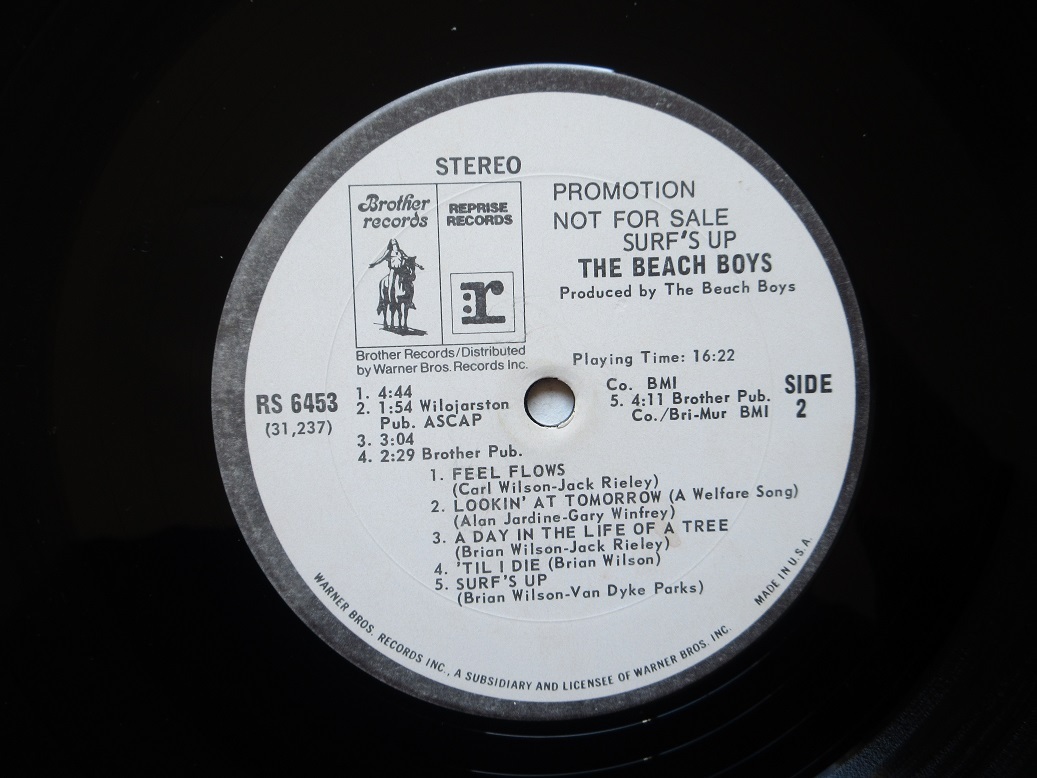 STEREO
Brother
records
REPRISE
RECORDS
r
Brother Records/Distributed
by Warner Bros. Records Inc.
PROMOTION
NOT FOR SALE
SURF'S UP
THE BEACH BOYS
Produced by The Beach Boys
Playing Time: 16:22
RS 6453
(31,237)
1. 4:44
2. 1:54 Wilojarston
Pub. ASCAP
3. 3:04
4. 2:29 Brother Pub.
Co. BMI
5. 4:11 Brother Pub.
Co./Bri-Mur BMI
SIDE
2
1. FEEL FLOWS
(Carl Wilson-Jack Rieley)
2. LOOKIN' AT TOMORROW (A Welfare Song)
(Alan Jardine-Gary Winfrey)
3. A DAY IN THE LIFE OF A TREE
(Brian Wilson-Jack Rieley)
4. 'TIL I DIE (Brian Wilson)
5. SURF'S UP
(Brian Wilson-Van Dyke Parks)
WARNER BROS. RECORDS INC., A SUBSIDIARY AND LICENSEE OF WARNER BROS. INC.
MADE IN U.S.A.